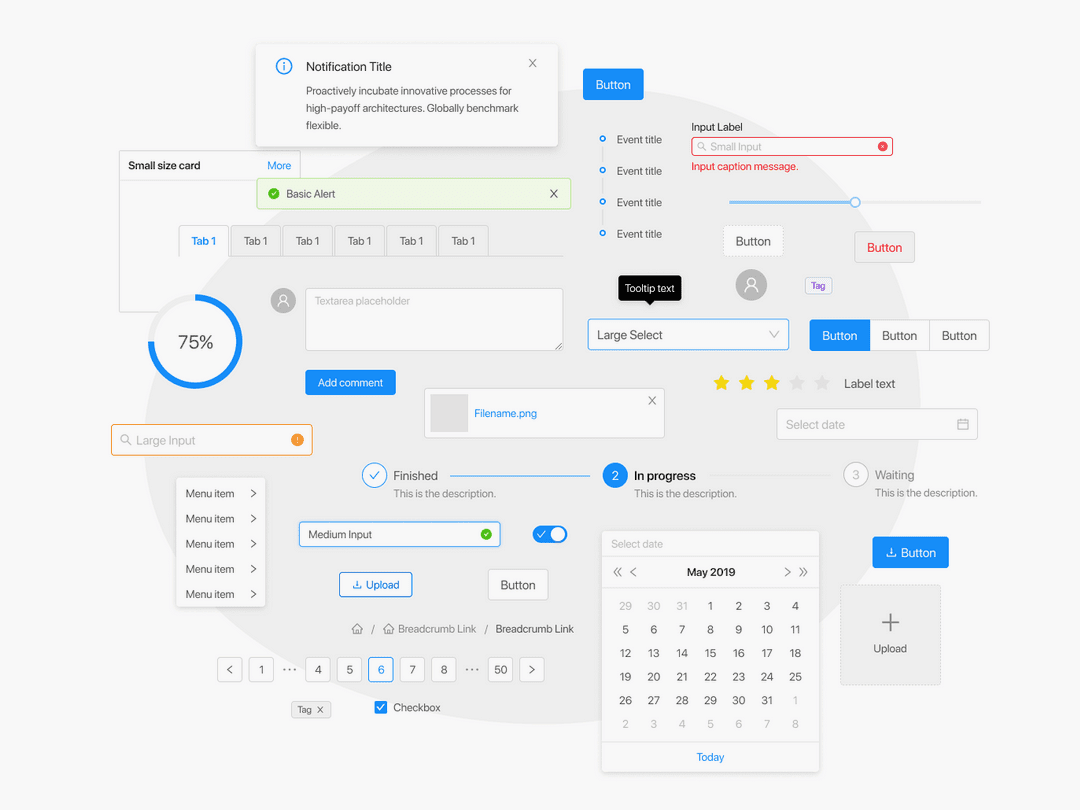 Notification Title
Proactively incubate innovative processes for
high-payoff architectures. Globally benchmark
flexible.
Button
Input Label
Small Input
Input caption message.
Event title
Event title
Event title
Event title
Small size card More
Basic Alert
Tab 1 Tab 1 Tab 1 Tab 1 Tab 1 Tab 1
Button
Button
Tooltip text
Tag
Textarea placeholder
75%
Large Select
Button Button Button
Add comment
Label text
Filename.png
Select date
Large Input
Finished
This is the description.
2 In progress
This is the description.
3 Waiting
This is the description.
Menu item
Menu item
Menu item
Menu item
Menu item
Medium Input
Upload
Button
Breadcrumb Link / Breadcrumb Link
/
1 ··· 4 5 6 7 8 ··· 50
Tag
Checkbox
Select date
May 2019
29 30 31 1 2 3 4
5 6 7 8 9 10 11
12 13 14 15 16 17 18
19 20 21 22 23 24 25
26 27 28 29 30 31 1
2 3 4 5 6 7 8
Today
Button
Upload